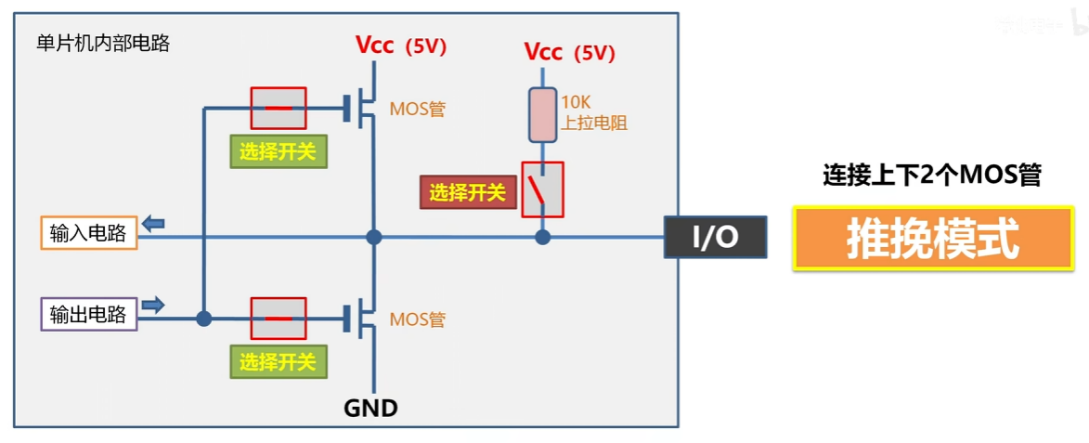 单片机内部电路
Vcc（5V）
Vcc（5V）
MOS管
10K
上拉电阻
选择开关
选择开关
连接上下2个MOS管
输入电路
I/O
推挽模式
输出电路
MOS管
选择开关
GND